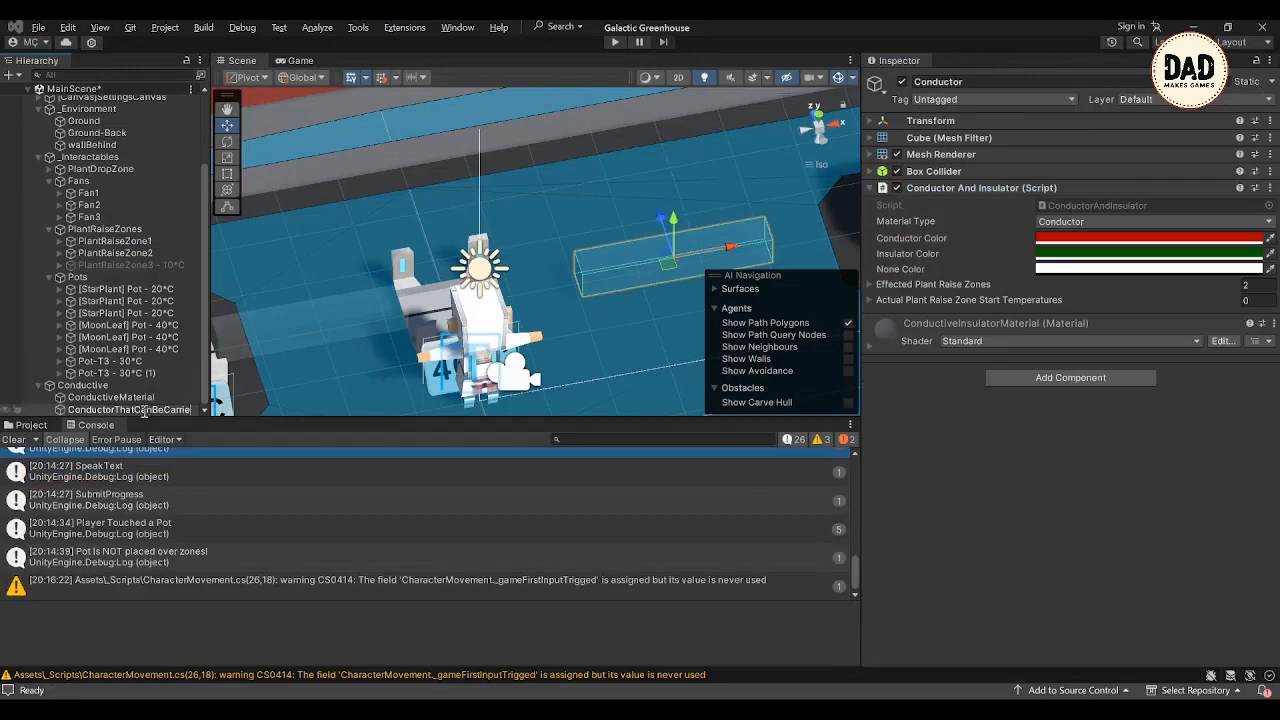 File Edit View Git Project Build Debug Test Analyze Tools Extensions Window Help Search Galactic Greenhouse Sign in
MÇ Layout
DAD
MAKES GAMES
Hierarchy
All
MainScene*
[Canvas]SettingsCanvas
_Environment
Ground
Ground-Back
wallBehind
_Interactables
PlantDropZone
Fans
Fan1
Fan2
Fan3
PlantRaiseZones
PlantRaiseZone1
PlantRaiseZone2
PlantRaiseZone3 - 10*C
Pots
[StarPlant] Pot - 20*C
[StarPlant] Pot - 20*C
[StarPlant] Pot - 20*C
[MoonLeaf] Pot - 40*C
[MoonLeaf] Pot - 40*C
[MoonLeaf] Pot - 40*C
Pot-T3 - 30*C
Pot-T3 - 30*C (1)
Conductive
ConductiveMaterial
ConductorThatCanBeCarrie
Scene Game
Pivot Global 2D
z y
x
Iso
4
AI Navigation
Surfaces
Agents
Show Path Polygons
Show Path Query Nodes
Show Neighbours
Show Walls
Show Avoidance
Obstacles
Show Carve Hull
Inspector
Conductor Static
Tag Untagged Layer Default
Transform
Cube (Mesh Filter)
Mesh Renderer
Box Collider
Conductor And Insulator (Script)
Script ConductorAndInsulator
Material Type Conductor
Conductor Color
Insulator Color
None Color
Effected Plant Raise Zones 2
Actual Plant Raise Zone Start Temperatures 0
ConductiveInsulatorMaterial (Material)
Shader Standard Edit...
Add Component
Project Console
Clear Collapse Error Pause Editor 26 3 2
UnityEngine.Debug:Log (object)
[20:14:27] SpeakText 1
UnityEngine.Debug:Log (object)
[20:14:27] SubmitProgress 1
UnityEngine.Debug:Log (object)
[20:14:34] Player Touched a Pot 5
UnityEngine.Debug:Log (object)
[20:14:39] Pot is NOT placed over zones! 1
UnityEngine.Debug:Log (object)
[20:16:22] Assets\_Scripts\CharacterMovement.cs(26,18): warning CS0414: The field 'CharacterMovement._gameFirstInputTrigged' is assigned but its value is never used 1
Assets\_Scripts\CharacterMovement.cs(26,18): warning CS0414: The field 'CharacterMovement._gameFirstInputTrigged' is assigned but its value is never used
Ready Add to Source Control Select Repository